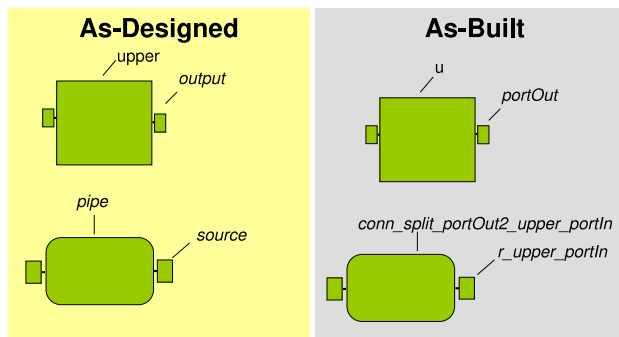 As-Designed
upper
output
pipe
source
As-Built
u
portOut
conn_split_portOut2_upper_portIn
r_upper_portIn